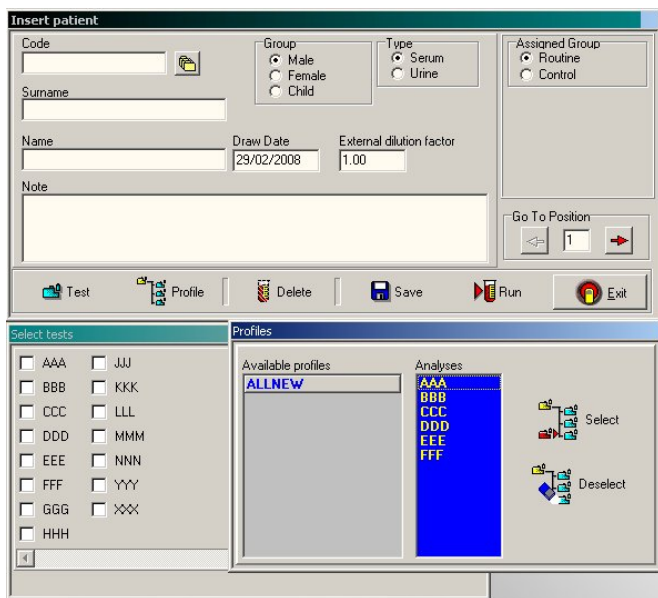 Insert patient
Code
Group
Male
Female
Child
Type
Serum
Urine
Assigned Group
Routine
Control
Surname
Name
Draw Date
29/02/2008
External dilution factor
1.00
Note
Go To Position
1
Test
Profile
Delete
Save
Run
Exit
Select tests
AAA
BBB
CCC
DDD
EEE
FFF
GGG
HHH
JJJ
KKK
LLL
MMM
NNN
YYY
XXX
Profiles
Available profiles
ALLNEW
Analyses
AAA
BBB
CCC
DDD
EEE
FFF
Select
Deselect